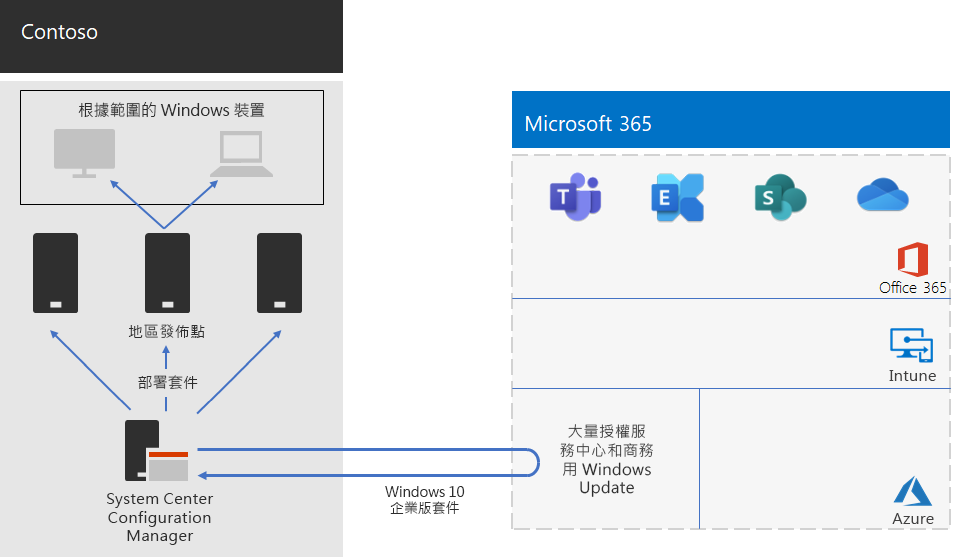 Contoso
根據範圍的 Windows 裝置
地區發佈點
部署套件
System Center
Configuration
Manager
Windows 10
企業版套件
Microsoft 365
T
E
S
Office 365
Intune
大量授權服
務中心和商務
用 Windows
Update
Azure